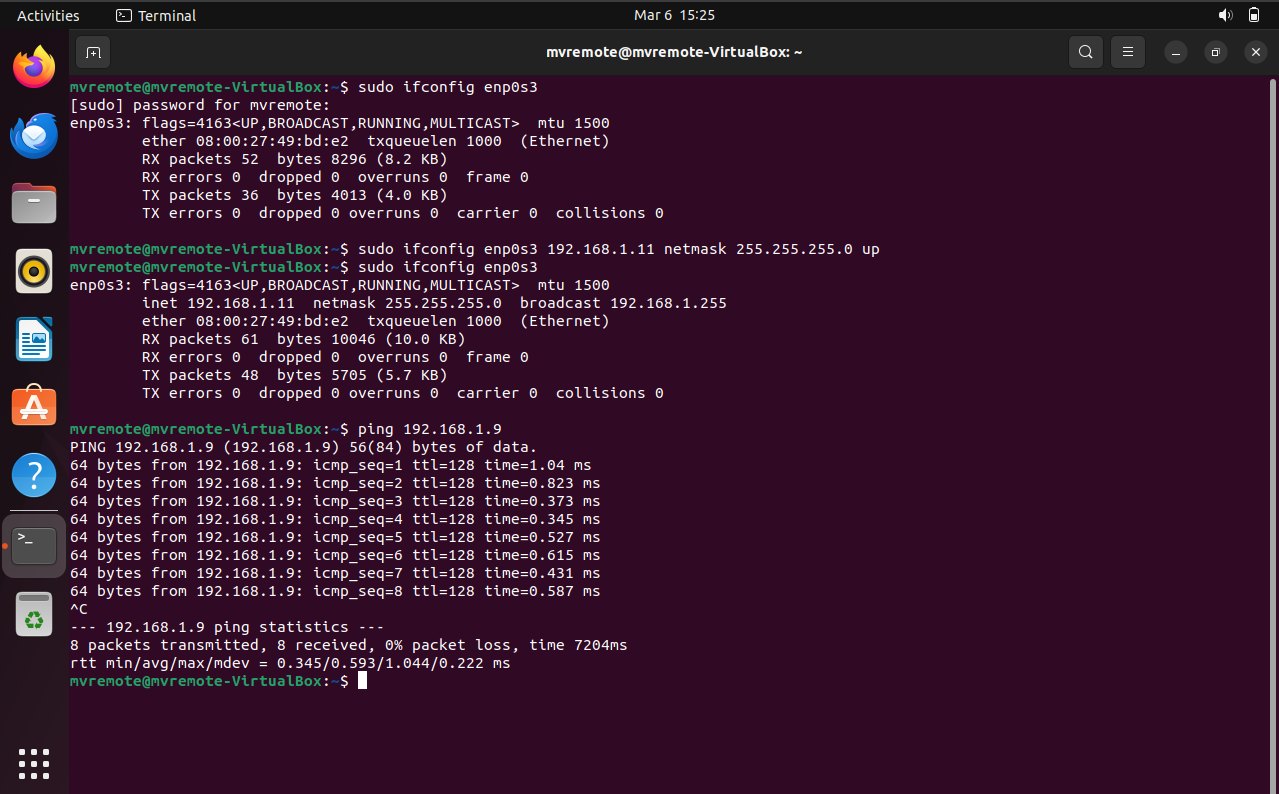 Activities
Terminal
Mar 6 15:25
mvremote@mvremote-VirtualBox: ~
mvremote@mvremote-VirtualBox:~$ sudo ifconfig enp0s3
[sudo] password for mvremote:
enp0s3: flags=4163<UP,BROADCAST,RUNNING,MULTICAST>  mtu 1500
        ether 08:00:27:49:bd:e2  txqueuelen 1000  (Ethernet)
        RX packets 52  bytes 8296 (8.2 KB)
        RX errors 0  dropped 0  overruns 0  frame 0
        TX packets 36  bytes 4013 (4.0 KB)
        TX errors 0  dropped 0 overruns 0  carrier 0  collisions 0
mvremote@mvremote-VirtualBox:~$ sudo ifconfig enp0s3 192.168.1.11 netmask 255.255.255.0 up
mvremote@mvremote-VirtualBox:~$ sudo ifconfig enp0s3
enp0s3: flags=4163<UP,BROADCAST,RUNNING,MULTICAST>  mtu 1500
        inet 192.168.1.11  netmask 255.255.255.0  broadcast 192.168.1.255
        ether 08:00:27:49:bd:e2  txqueuelen 1000  (Ethernet)
        RX packets 61  bytes 10046 (10.0 KB)
        RX errors 0  dropped 0  overruns 0  frame 0
        TX packets 48  bytes 5705 (5.7 KB)
        TX errors 0  dropped 0 overruns 0  carrier 0  collisions 0
mvremote@mvremote-VirtualBox:~$ ping 192.168.1.9
PING 192.168.1.9 (192.168.1.9) 56(84) bytes of data.
64 bytes from 192.168.1.9: icmp_seq=1 ttl=128 time=1.04 ms
64 bytes from 192.168.1.9: icmp_seq=2 ttl=128 time=0.823 ms
64 bytes from 192.168.1.9: icmp_seq=3 ttl=128 time=0.373 ms
64 bytes from 192.168.1.9: icmp_seq=4 ttl=128 time=0.345 ms
64 bytes from 192.168.1.9: icmp_seq=5 ttl=128 time=0.527 ms
64 bytes from 192.168.1.9: icmp_seq=6 ttl=128 time=0.615 ms
64 bytes from 192.168.1.9: icmp_seq=7 ttl=128 time=0.431 ms
64 bytes from 192.168.1.9: icmp_seq=8 ttl=128 time=0.587 ms
^C
--- 192.168.1.9 ping statistics ---
8 packets transmitted, 8 received, 0% packet loss, time 7204ms
rtt min/avg/max/mdev = 0.345/0.593/1.044/0.222 ms
mvremote@mvremote-VirtualBox:~$